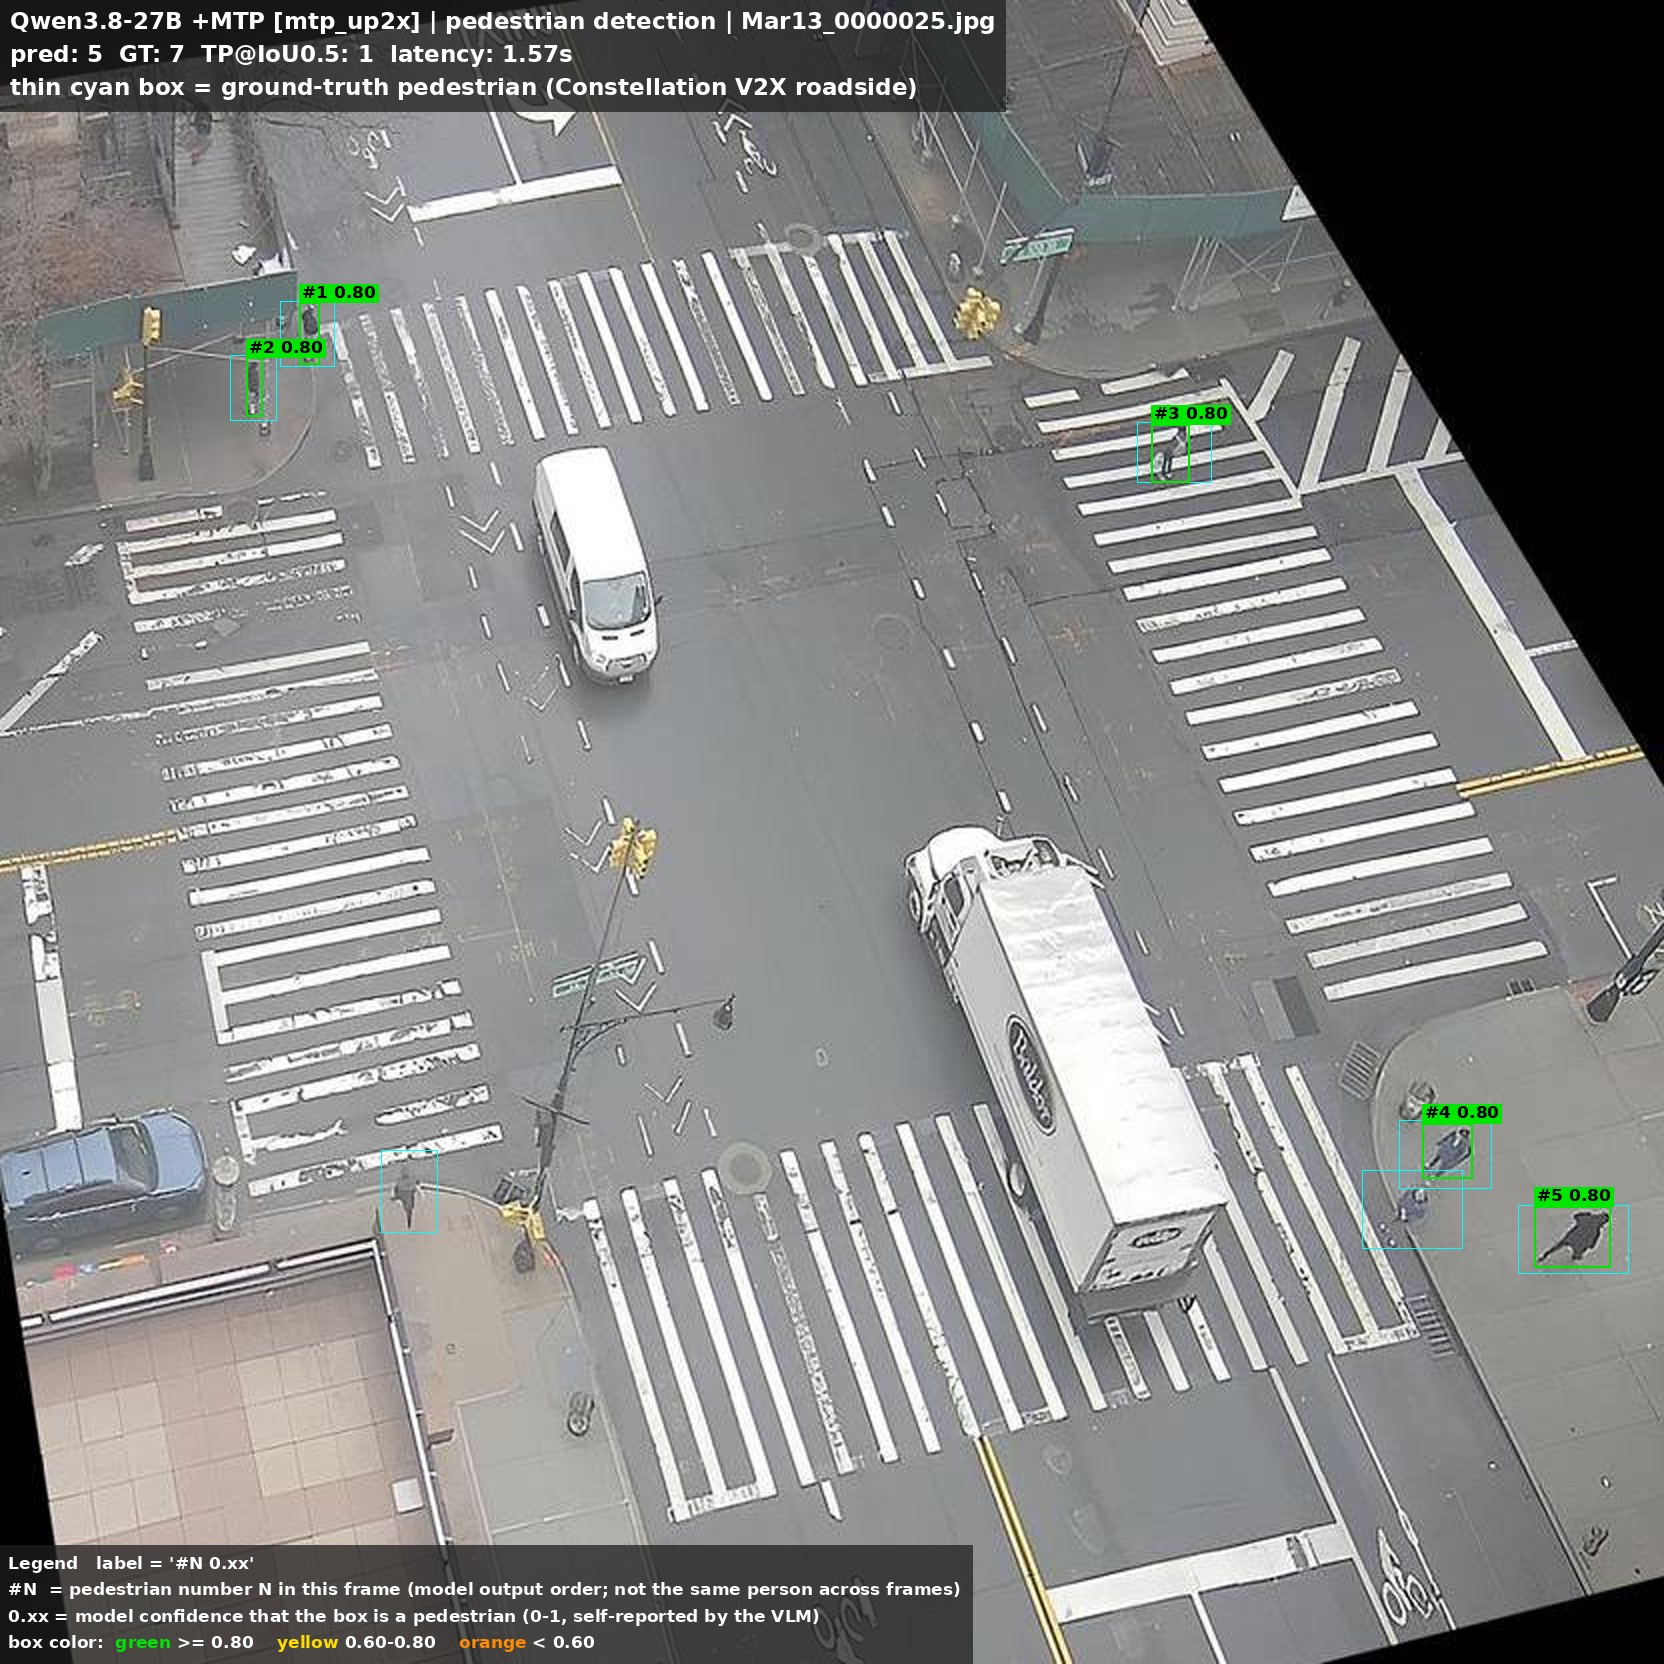 Qwen3.8-27B +MTP [mtp_up2x] | pedestrian detection | Mar13_0000025.jpg
pred: 5  GT: 7  TP@IoU0.5: 1  latency: 1.57s
thin cyan box = ground-truth pedestrian (Constellation V2X roadside)
#1 0.80
#2 0.80
#3 0.80
#4 0.80
#5 0.80
Legend   label = '#N 0.xx'
#N  = pedestrian number N in this frame (model output order; not the same person across frames)
0.xx = model confidence that the box is a pedestrian (0-1, self-reported by the VLM)
box color:  green >= 0.80    yellow 0.60-0.80    orange < 0.60